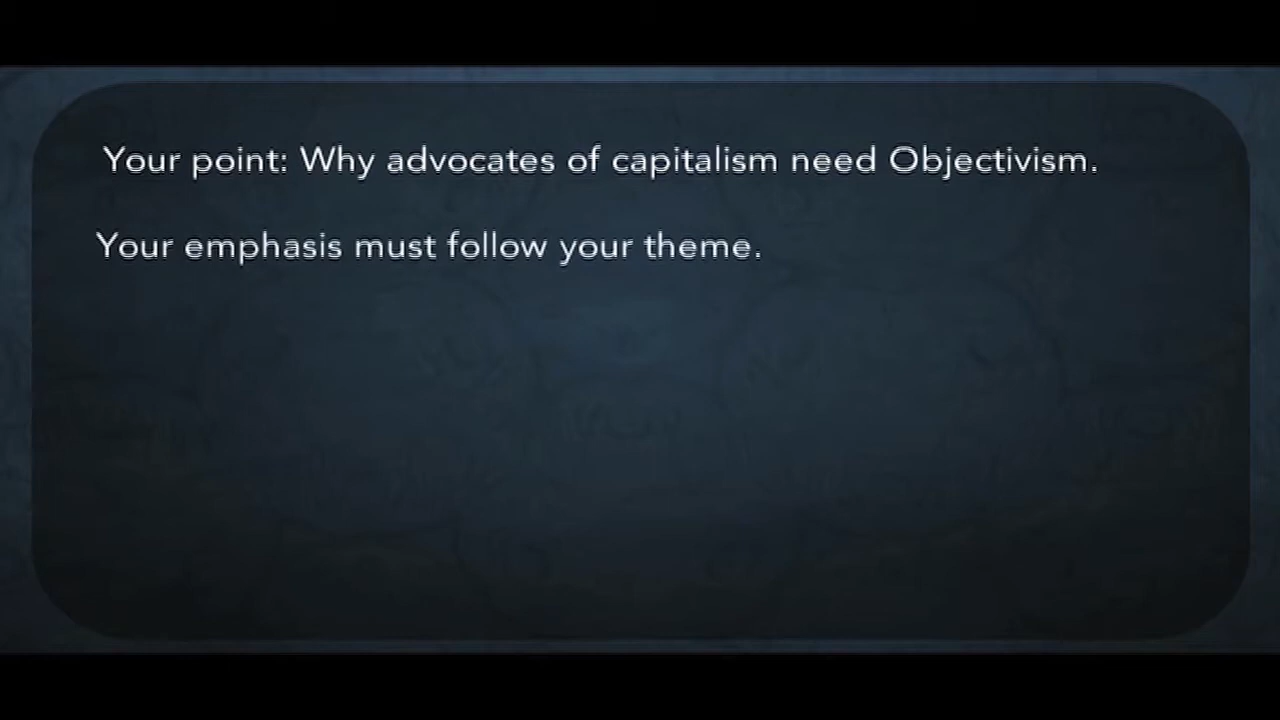 Your point: Why advocates of capitalism need Objectivism.
Your emphasis must follow your theme.